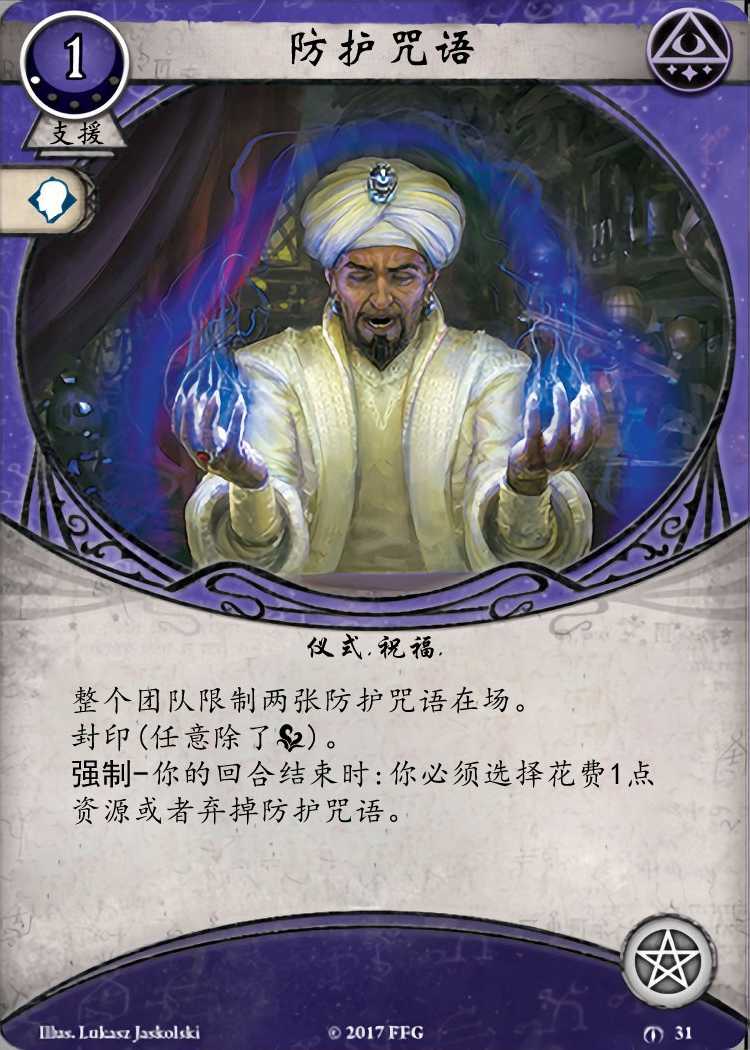 1
防护咒语
支援
仪式.祝福.
整个团队限制两张防护咒语在场。
封印(任意除了)。
强制-你的回合结束时:你必须选择花费1点
资源或者弃掉防护咒语。
Illus. Lukasz Jaskolski
© 2017 FFG
31